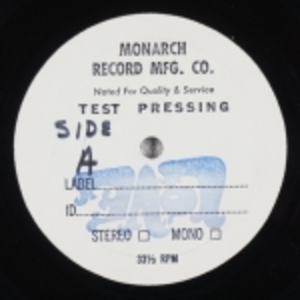 MONARCH
RECORD MFG. CO.
Noted For Quality & Service
TEST PRESSING
SIDE
A
LABEL
ID.
STEREO □ MONO □
33⅓ RPM